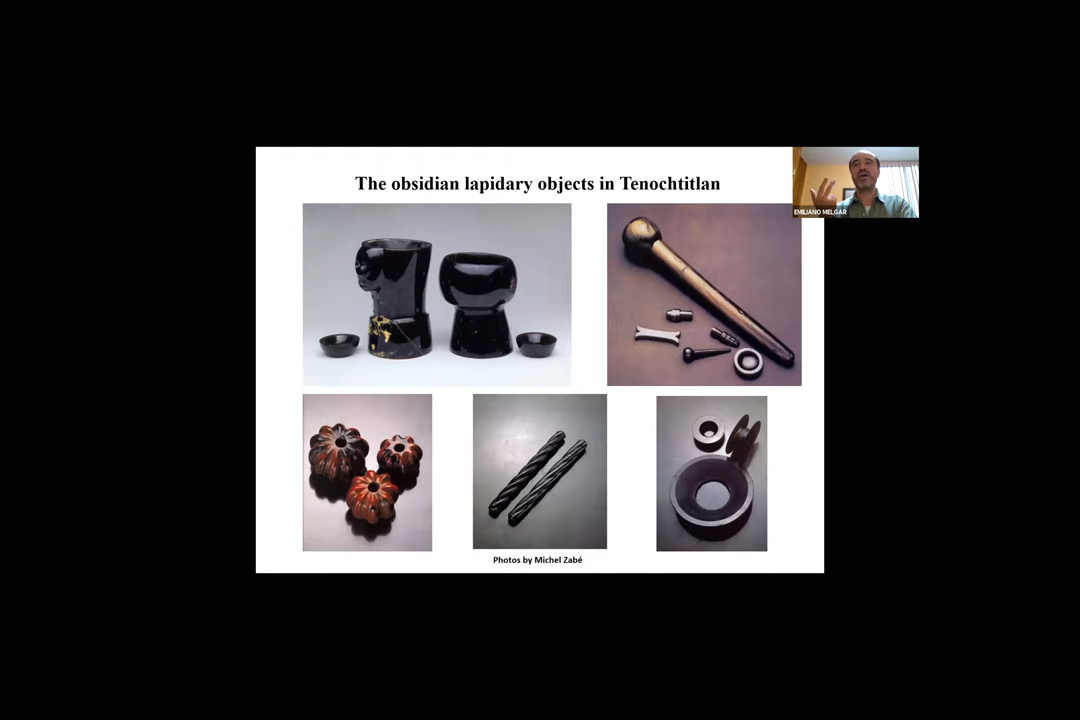 The obsidian lapidary objects in Tenochtitlan
EMILIANO MELGAR
Photos by Michel Zabé